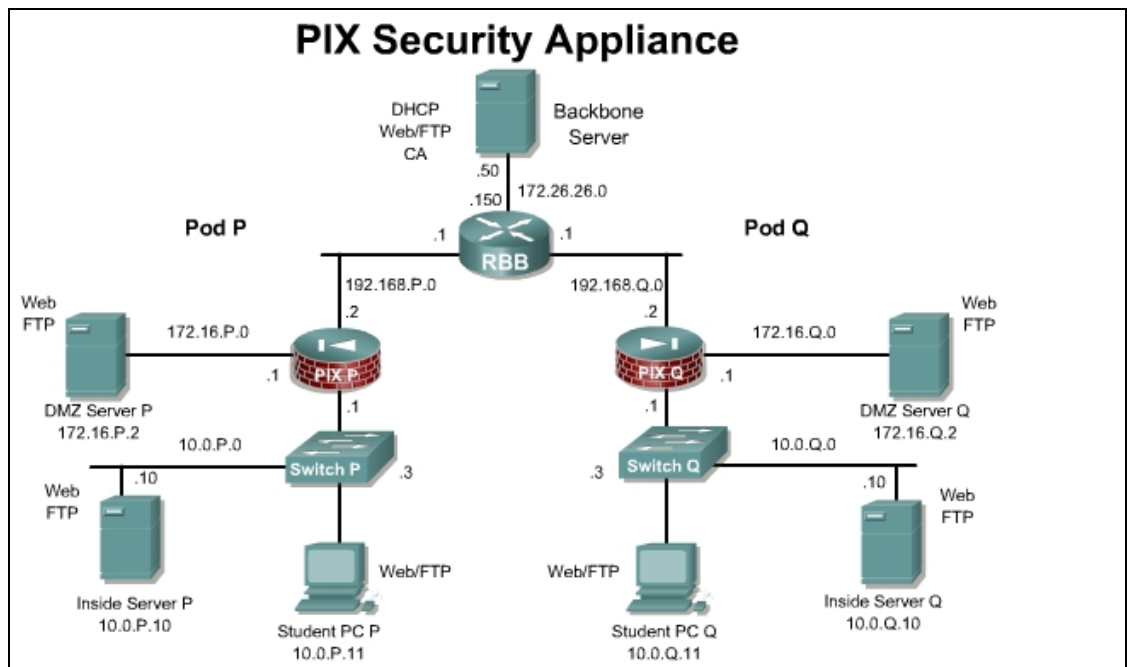 PIX Security Appliance
DHCP
Web/FTP
CA
Backbone
Server
.50
172.26.26.0
.150
Pod P
Pod Q
.1
.1
RBB
192.168.P.0
192.168.Q.0
Web
FTP
.2
.2
Web
FTP
172.16.P.0
172.16.Q.0
PIX P
PIX Q
.1
.1
DMZ Server P
172.16.P.2
.1
.1
DMZ Server Q
172.16.Q.2
10.0.P.0
10.0.Q.0
Switch P
.3
.3
Switch Q
Web
FTP
.10
.10
Web
FTP
Web/FTP
Web/FTP
Inside Server P
10.0.P.10
Student PC P
10.0.P.11
Student PC Q
10.0.Q.11
Inside Server Q
10.0.Q.10